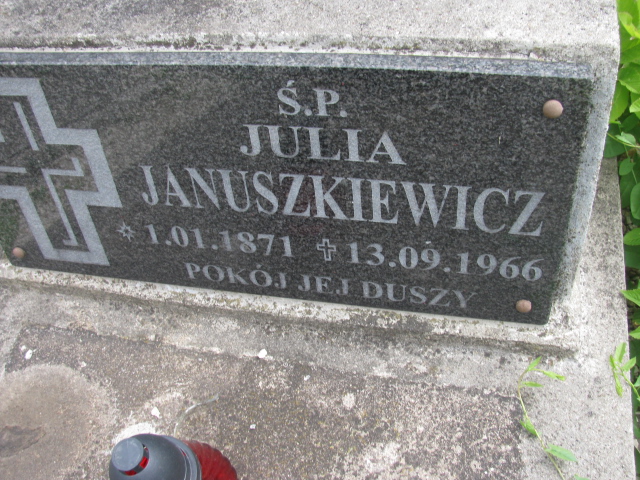 Ś.P.
JULIA
JANUSZKIEWICZ
* 1.01.1871 ✝ 13.09.1966
POKÓJ JEJ DUSZY